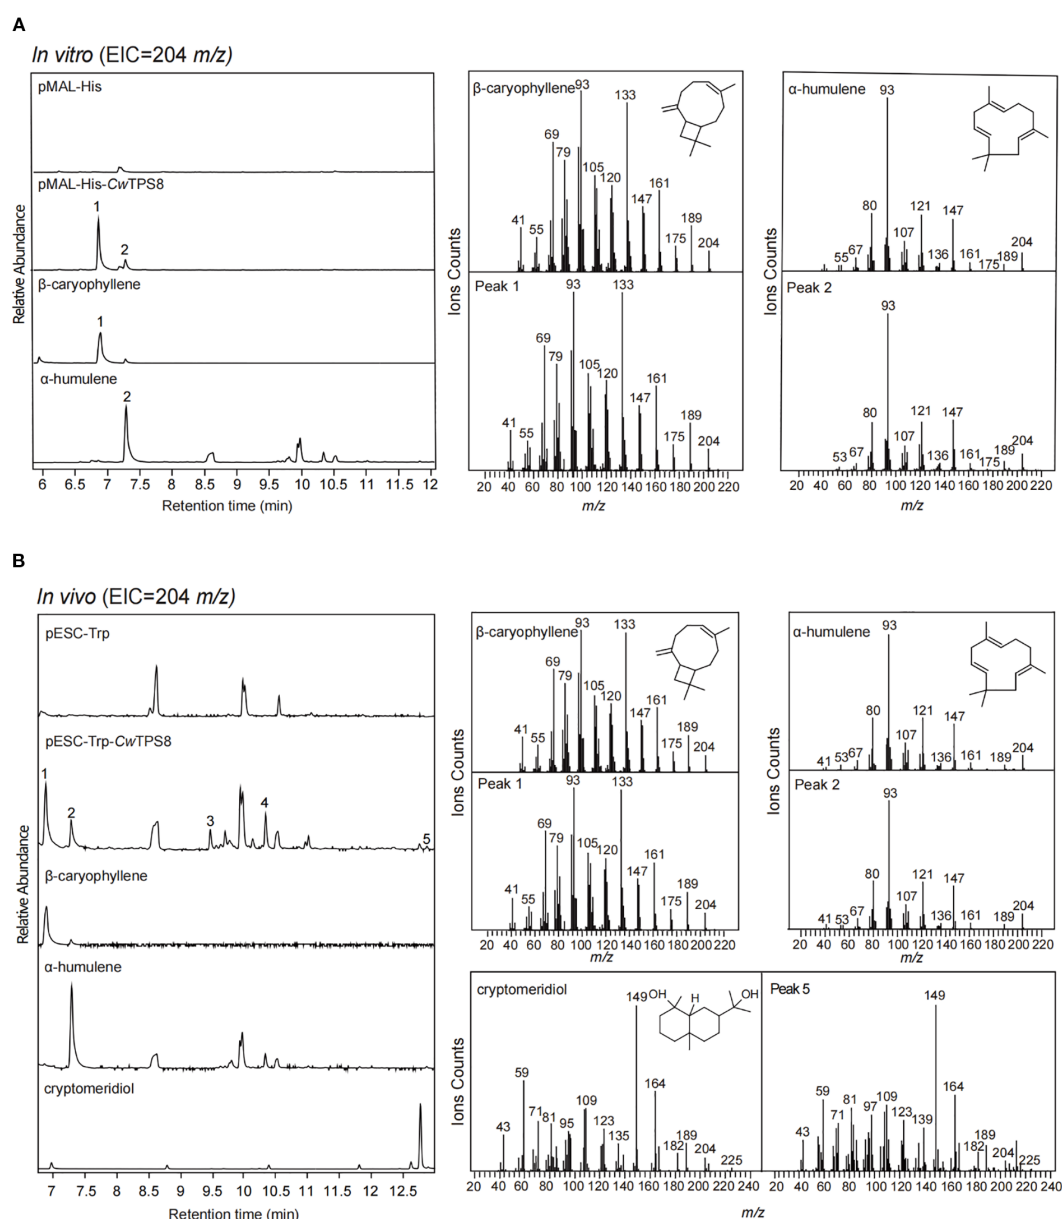 A
In vitro (EIC=204 m/z)
pMAL-His
pMAL-His-CwTPS8
1
2
β-caryophyllene
1
α-humulene
2
Relative Abundance
6 6.5 7 7.5 8 8.5 9 9.5 10 10.5 11 11.5 12
Retention time (min)
β-caryophyllene
93
133
69
79
105
120
161
147
41
55
189
175
204
Ions Counts
Peak 1
93
133
69
79
105
120
161
147
41
55
189
175
204
20 40 60 80 100 120 140 160 180 200 220
m/z
α-humulene
93
80
121
147
107
55
67
136
161
175
189
204
Ions Counts
Peak 2
93
80
121
147
107
53
67
136
161
175
189
204
20 40 60 80 100 120 140 160 180 200 220
m/z
B
In vivo (EIC=204 m/z)
pESC-Trp
pESC-Trp-CwTPS8
1
2
3
4
5
β-caryophyllene
α-humulene
cryptomeridiol
Relative Abundance
7 7.5 8 8.5 9 9.5 10 10.5 11 11.5 12 12.5
Retention time (min)
β-caryophyllene
93
133
69
79
105
120
161
147
41
55
189
175
204
Ions Counts
Peak 1
93
133
69
79
105
120
161
147
41
55
189
175
204
20 40 60 80 100 120 140 160 180 200 220
m/z
α-humulene
93
80
121
147
107
41
53
67
136
161
189
204
Ions Counts
Peak 2
93
80
121
147
107
41
53
67
136
161
189
204
20 40 60 80 100 120 140 160 180 200 220
m/z
cryptomeridiol
149
OH
H
OH
59
164
109
71
81
95
123
43
135
182
189
204
225
Ions Counts
20 40 60 80 100 120 140 160 180 200 220 240
Peak 5
149
59
81
109
164
71
97
123
139
43
182
189
204
225
20 40 60 80 100 120 140 160 180 200 220 240
m/z